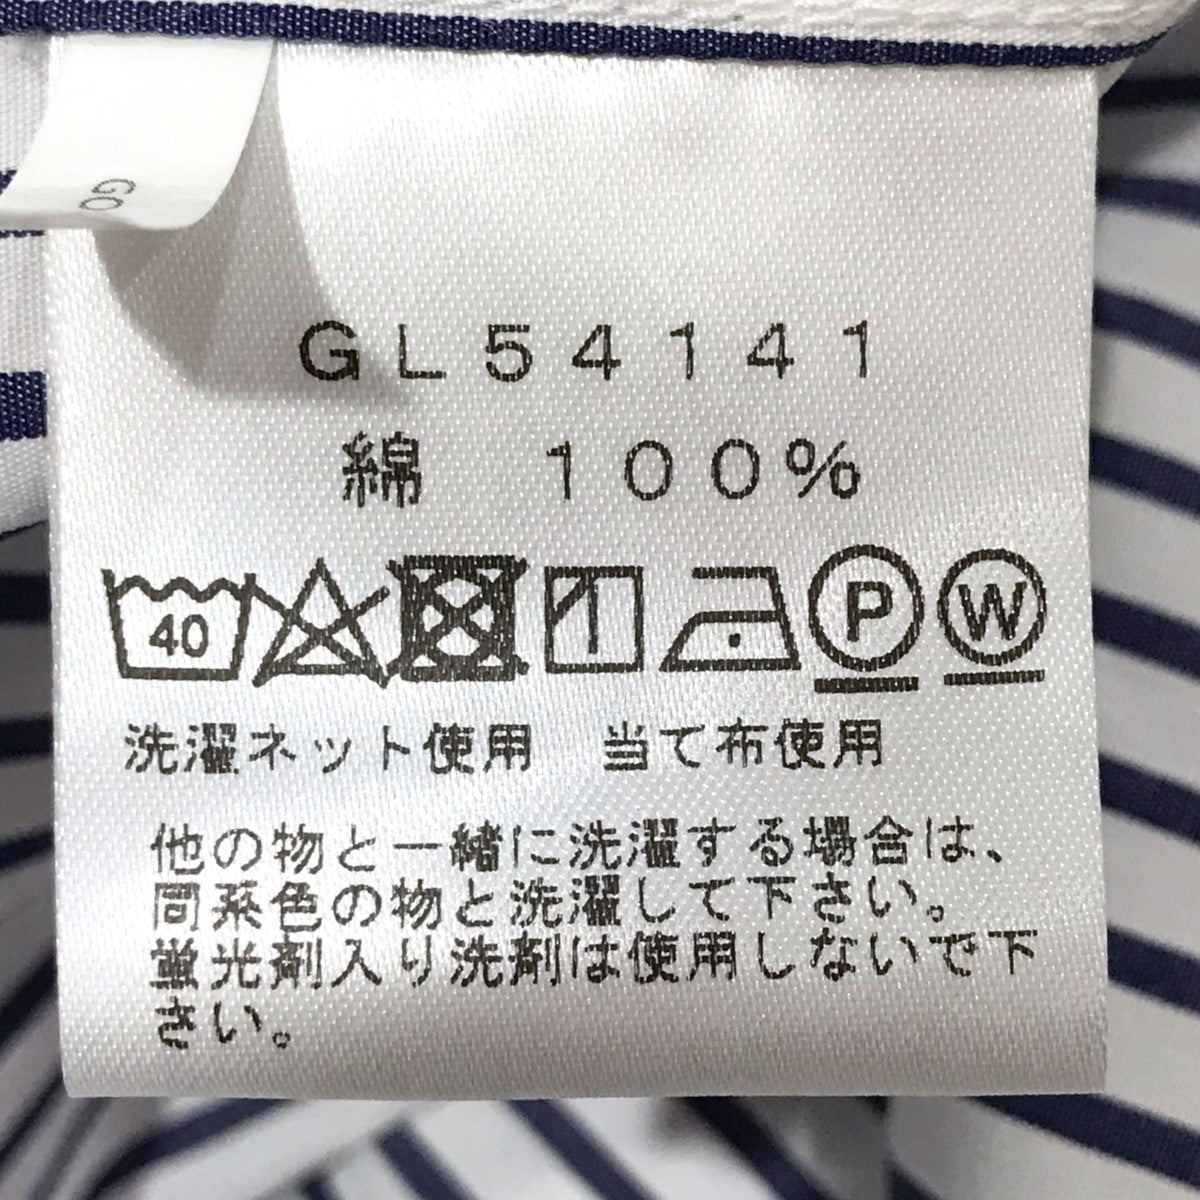 GO
GL54141
綿 100%
40 P W
洗濯ネット使用 当て布使用
他の物と一緒に洗濯する場合は、
同系色の物と洗濯して下さい。
蛍光剤入り洗剤は使用しないで下
さい。